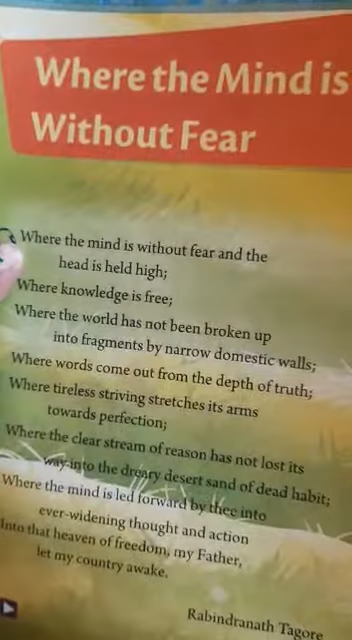 Where the Mind is
Without Fear
Where the mind is without fear and the
head is held high;
Where knowledge is free;
Where the world has not been broken up
into fragments by narrow domestic walls;
Where words come out from the depth of truth;
Where tireless striving stretches its arms
towards perfection;
Where the clear stream of reason has not lost its
way into the dreary desert sand of dead habit;
Where the mind is led forward by thee into
ever-widening thought and action
Into that heaven of freedom, my Father,
let my country awake.
Rabindranath Tagore